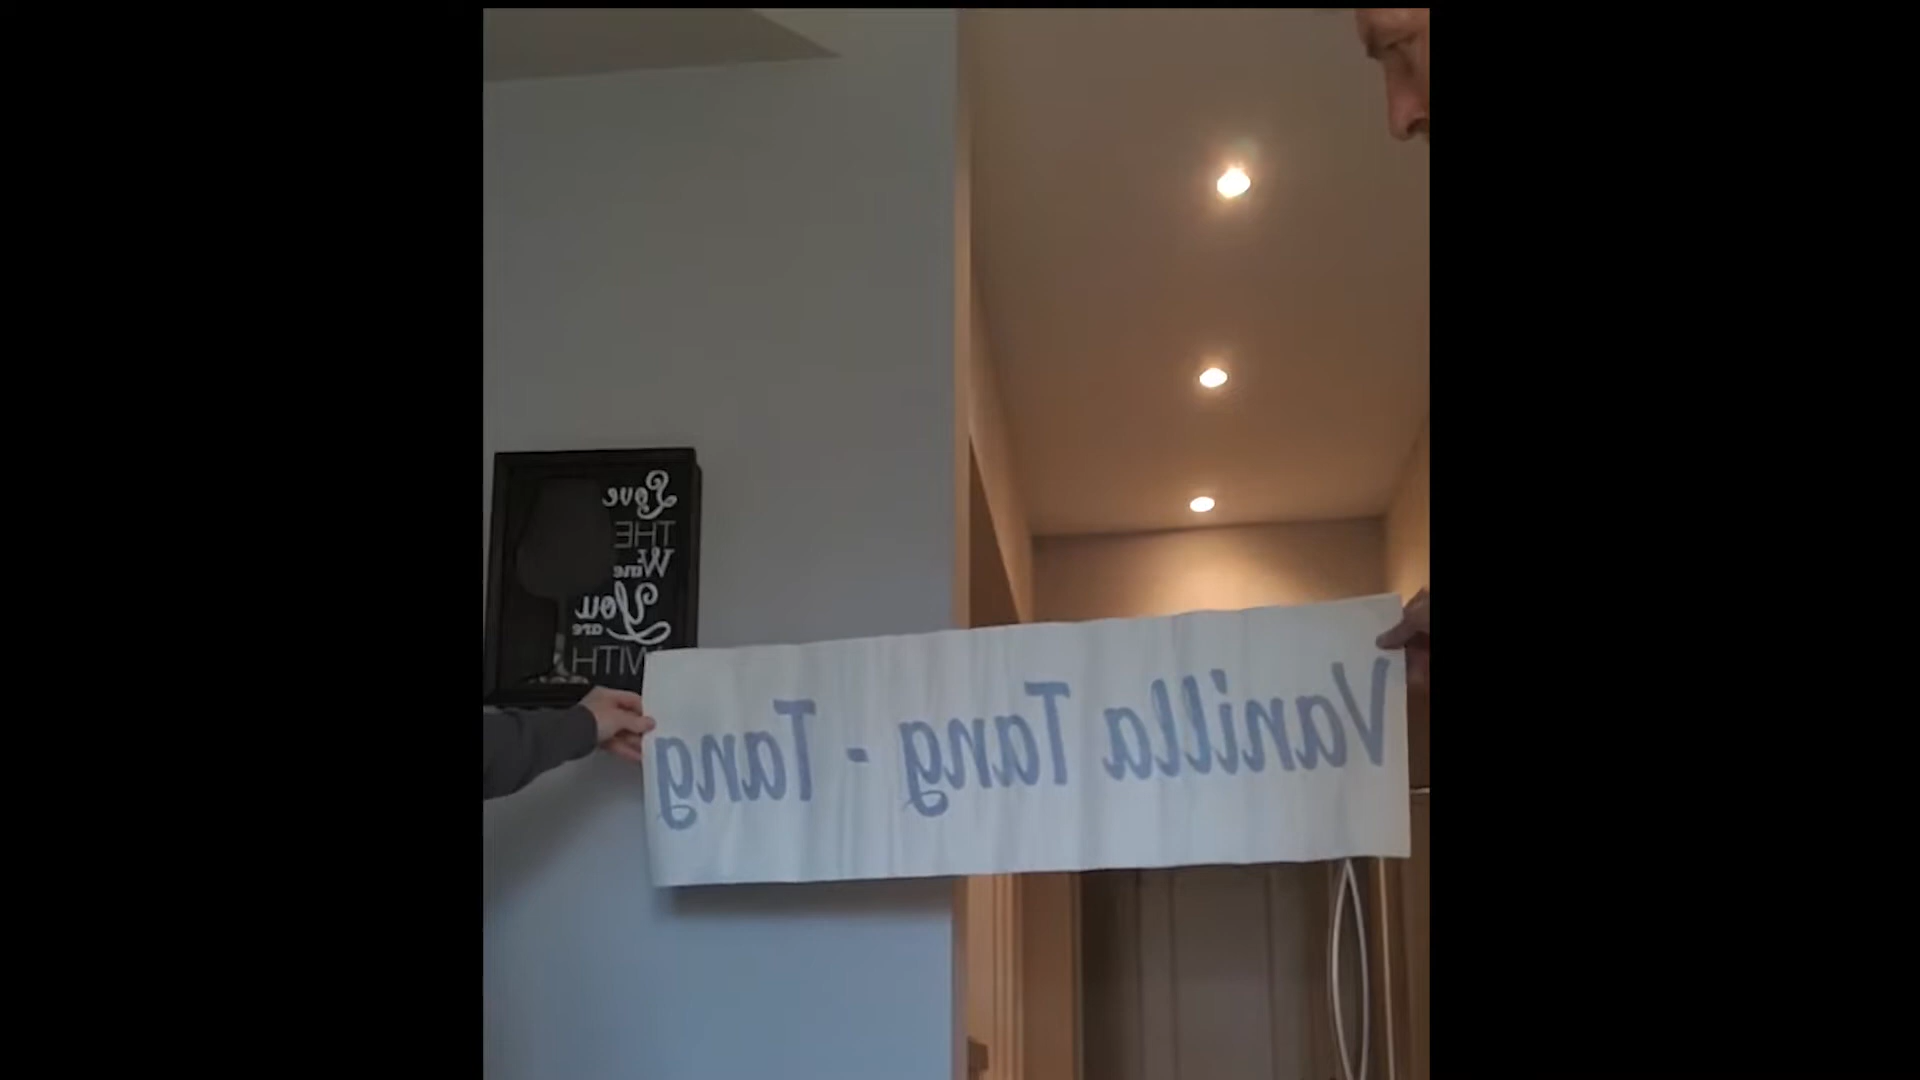 Love
THE
Wine
You
are
WITH
Vanilla Tang - Tang